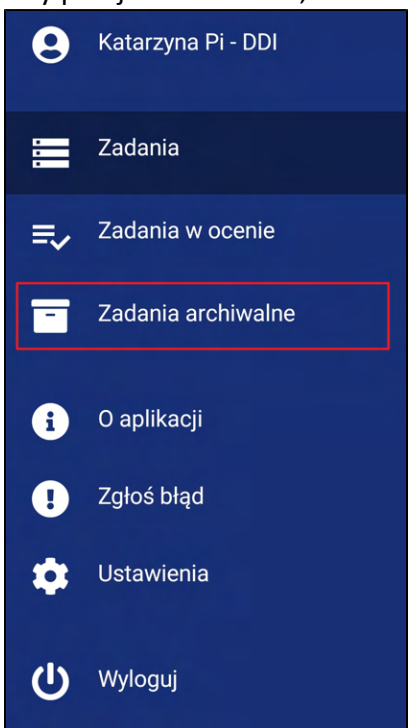 Katarzyna Pi - DDI
Zadania
Zadania w ocenie
Zadania archiwalne
O aplikacji
Zgłoś błąd
Ustawienia
Wyloguj